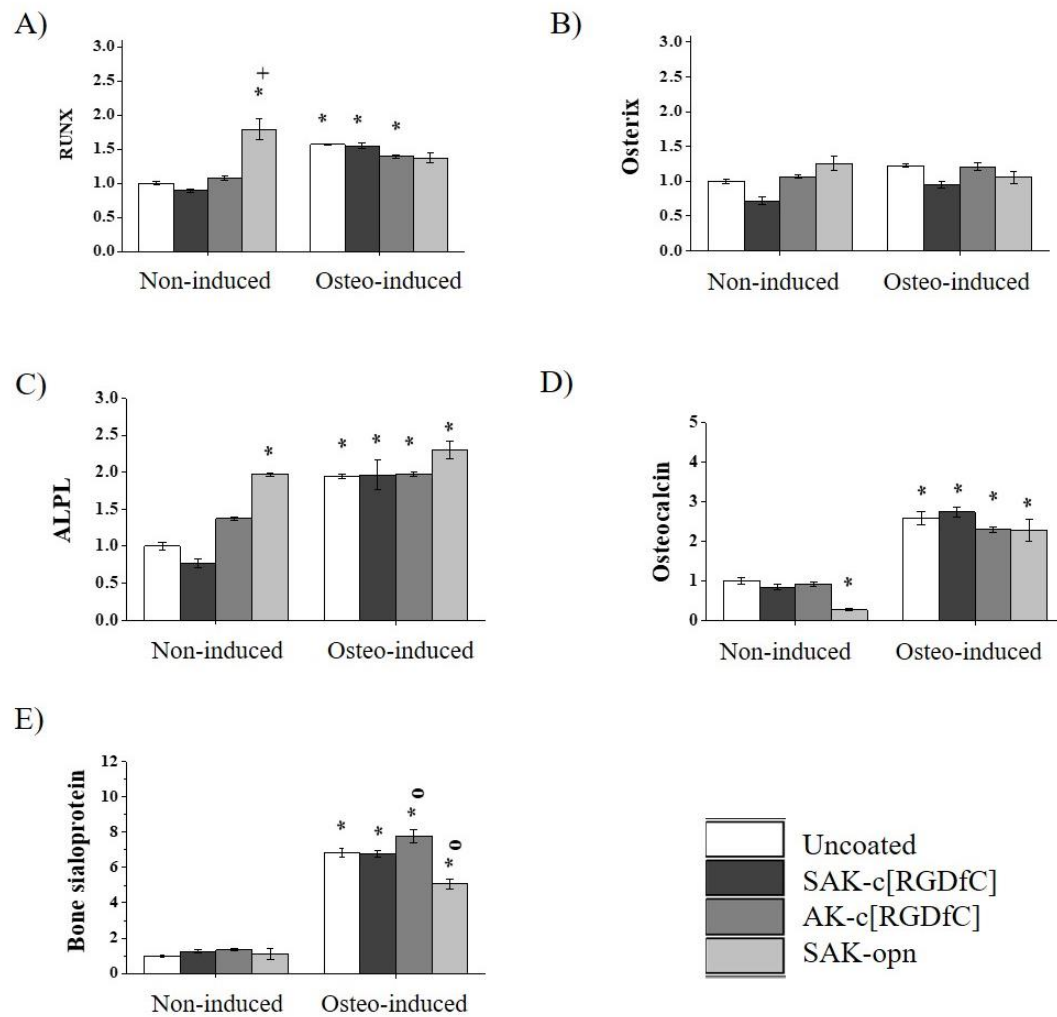 A)
3.0
2.5
2.0
1.5
1.0
0.5
0.0
RUNX
+
*
* * *
Non-induced Osteo-induced
B)
3.0
2.5
2.0
1.5
1.0
0.5
0.0
Osterix
Non-induced Osteo-induced
C)
3.0
2.5
2.0
1.5
1.0
0.5
0.0
ALPL
*
* * * *
Non-induced Osteo-induced
D)
5
4
3
2
1
0
Osteocalcin
*
* * * *
Non-induced Osteo-induced
E)
12
10
8
6
4
2
0
Bone sialoprotein
* * * o * o
Non-induced Osteo-induced
Uncoated
SAK-c[RGDfC]
AK-c[RGDfC]
SAK-opn